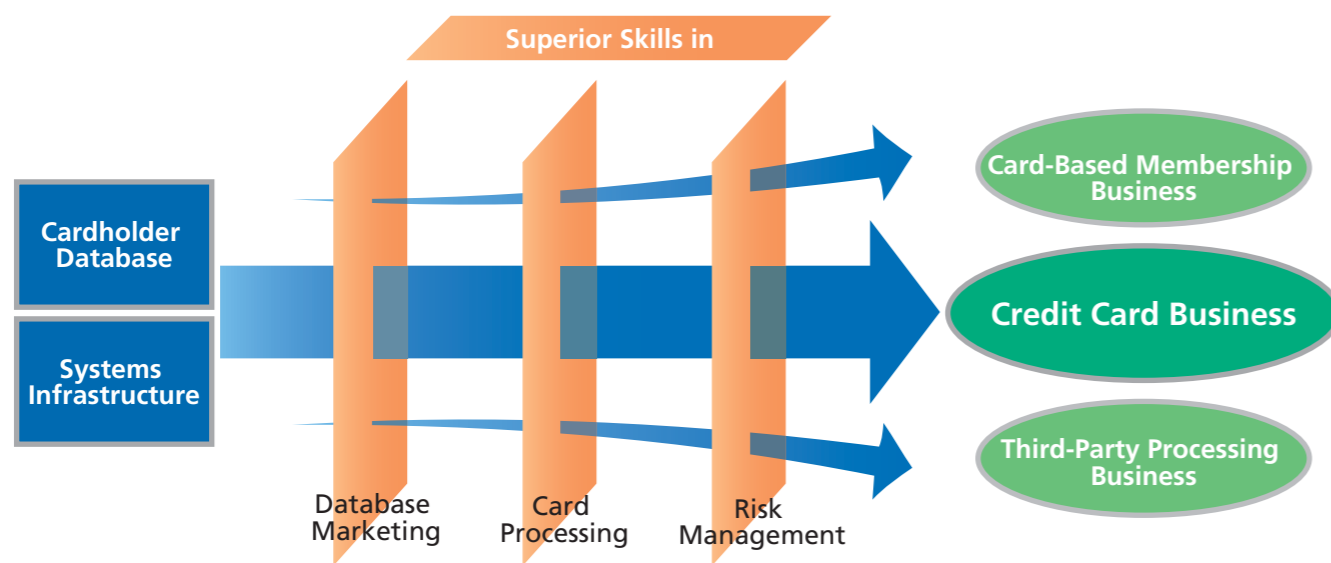 Superior Skills in
Cardholder
Database
Systems
Infrastructure
Database
Marketing
Card
Processing
Risk
Management
Card-Based Membership
Business
Credit Card Business
Third-Party Processing
Business